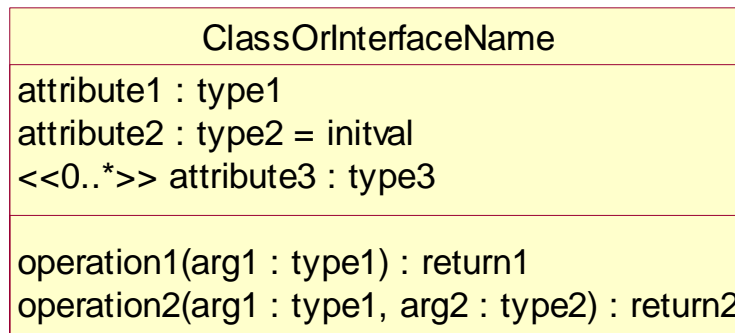 ClassOrInterfaceName
attribute1 : type1
attribute2 : type2 = initval
<<0..*>> attribute3 : type3
operation1(arg1 : type1) : return1
operation2(arg1 : type1, arg2 : type2) : return2